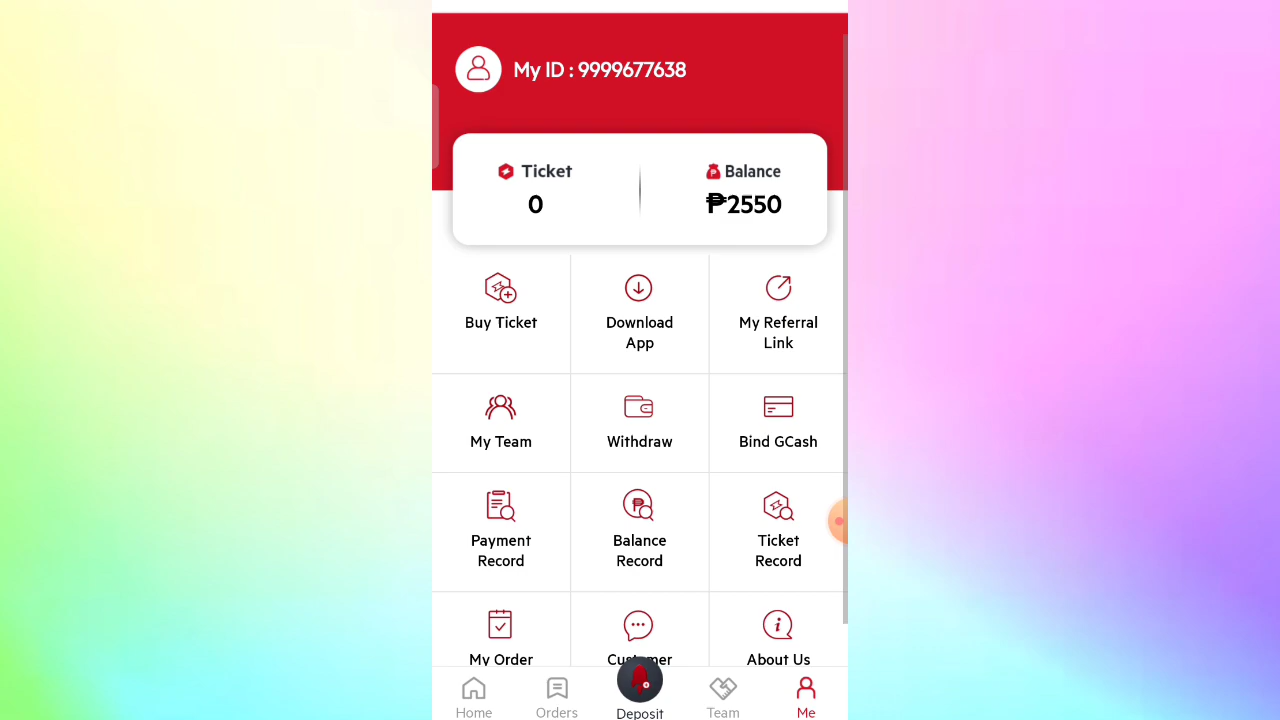 My ID : 9999677638
Ticket
Balance
0
₱2550
Buy Ticket
Download
App
My Referral
Link
My Team
Withdraw
Bind GCash
Payment
Record
Balance
Record
Ticket
Record
My Order
Customer
About Us
Home
Orders
Deposit
Team
Me